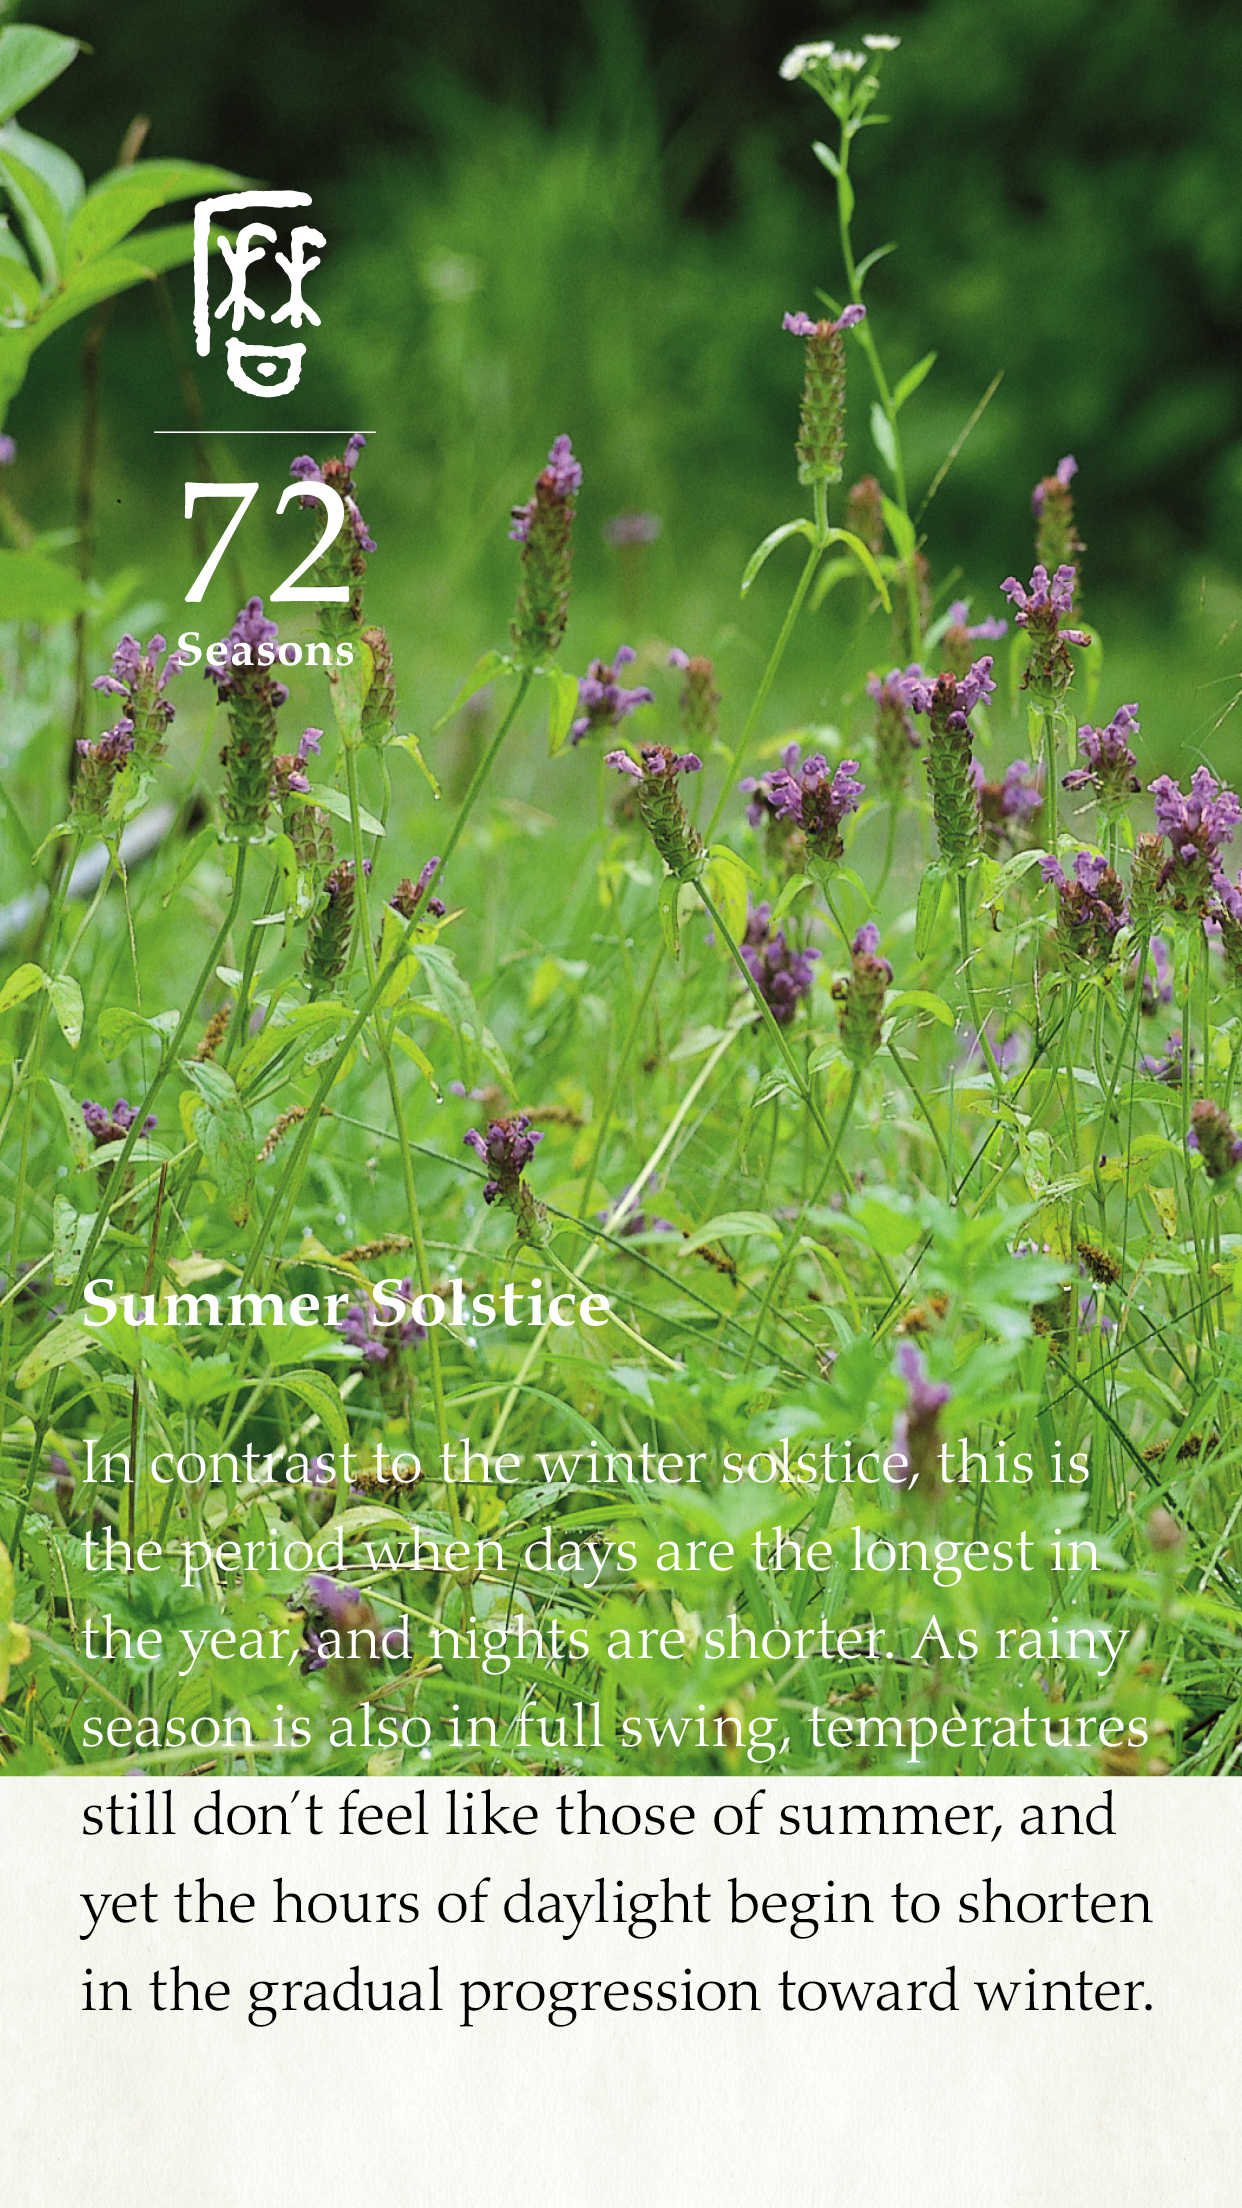 暦
72
Seasons
Summer Solstice
In contrast to the winter solstice, this is
the period when days are the longest in
the year, and nights are shorter. As rainy
season is also in full swing, temperatures
still don′t feel like those of summer, and
yet the hours of daylight begin to shorten
in the gradual progression toward winter.